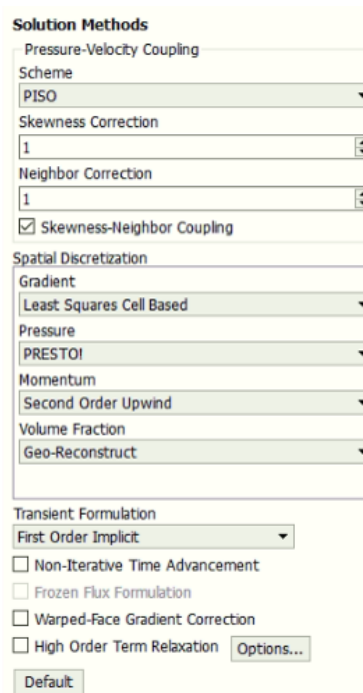 Solution Methods
Pressure-Velocity Coupling
Scheme
PISO
Skewness Correction
1
Neighbor Correction
1
Skewness-Neighbor Coupling
Spatial Discretization
Gradient
Least Squares Cell Based
Pressure
PRESTO!
Momentum
Second Order Upwind
Volume Fraction
Geo-Reconstruct
Transient Formulation
First Order Implicit
Non-Iterative Time Advancement
Frozen Flux Formulation
Warped-Face Gradient Correction
High Order Term Relaxation Options...
Default